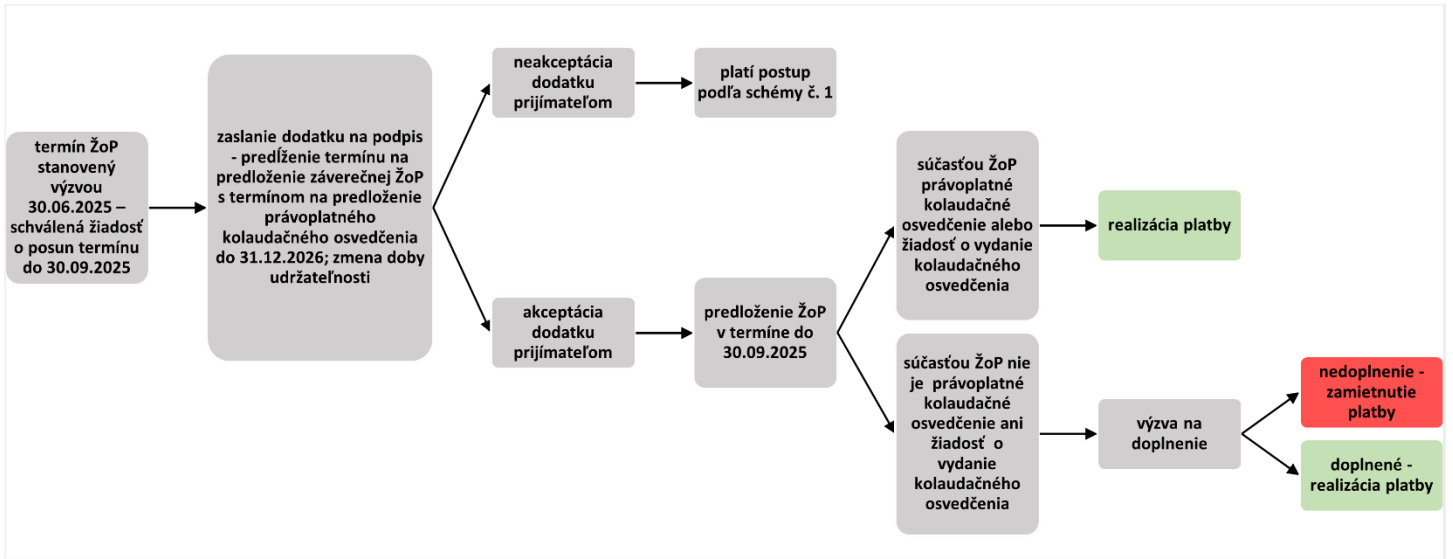 termín ŽoP
stanovený
výzvou
30.06.2025 –
schválená žiadosť
o posun termínu
do 30.09.2025
zaslanie dodatku na podpis
- predĺženie termínu na
predloženie záverečnej ŽoP
s termínom na predloženie
právoplatného
kolaudačného osvedčenia
do 31.12.2026; zmena doby
udržateľnosti
neakceptácia
dodatku
prijímateľom
platí postup
podľa schémy č. 1
akceptácia
dodatku
prijímateľom
predloženie ŽoP
v termíne do
30.09.2025
súčasťou ŽoP
právoplatné
kolaudačné
osvedčenie alebo
žiadosť o vydanie
kolaudačného
osvedčenia
realizácia platby
súčasťou ŽoP nie
je právoplatné
kolaudačné
osvedčenie ani
žiadosť o
vydanie
kolaudačného
osvedčenia
výzva na
doplnenie
nedoplnenie -
zamietnutie
platby
doplnené -
realizácia platby